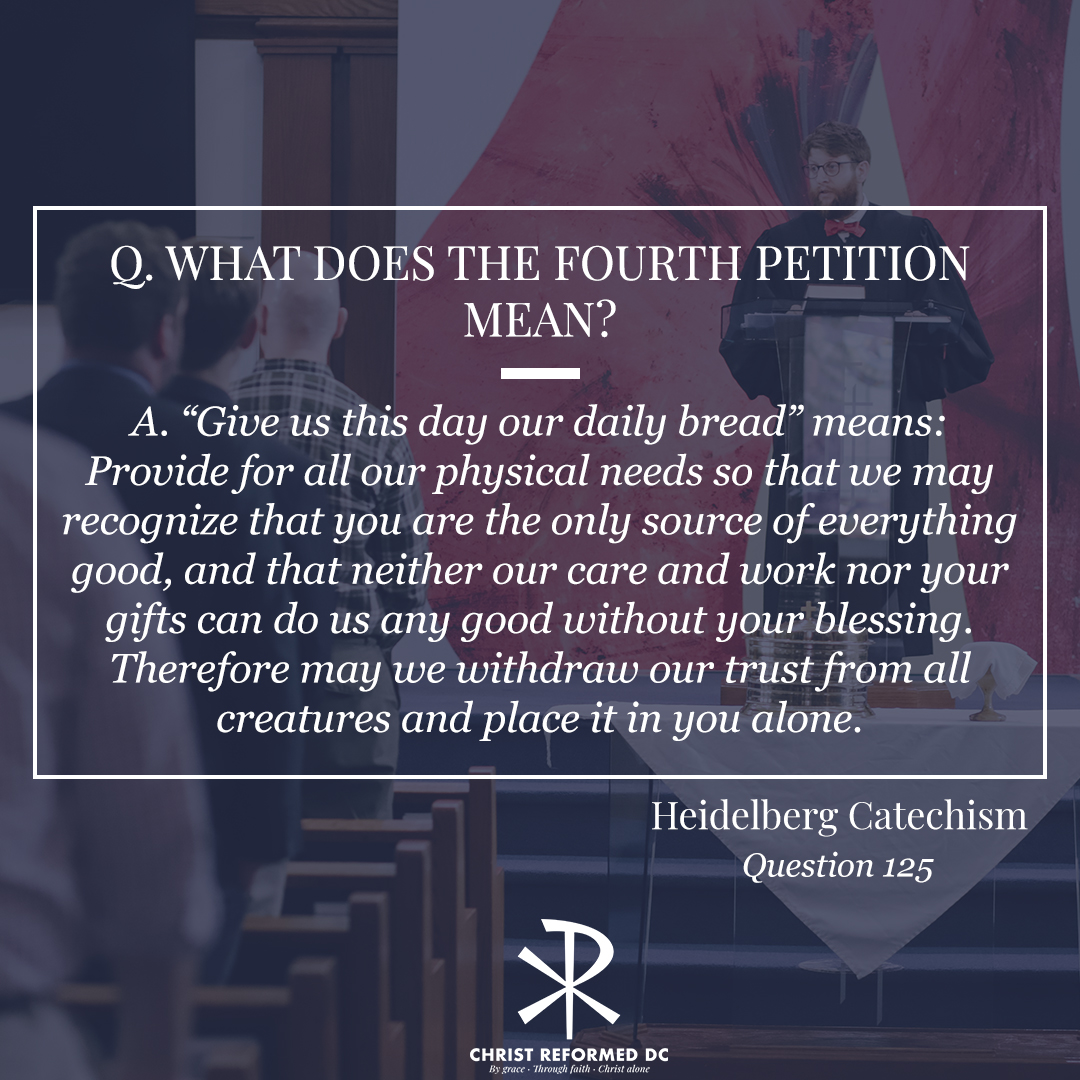 Q. WHAT DOES THE FOURTH PETITION
MEAN?
A. “Give us this day our daily bread” means:
Provide for all our physical needs so that we may
recognize that you are the only source of everything
good, and that neither our care and work nor your
gifts can do us any good without your blessing.
Therefore may we withdraw our trust from all
creatures and place it in you alone.
Heidelberg Catechism
Question 125
CHRIST REFORMED DC
By grace · Through faith · Christ alone